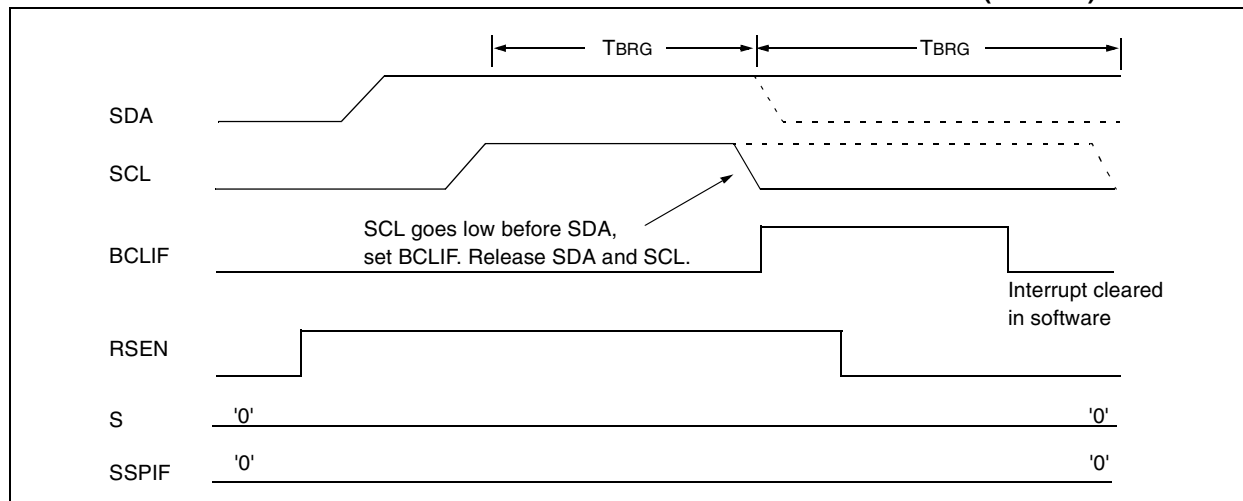 TBRG TBRG
SDA
SCL
SCL goes low before SDA,
set BCLIF. Release SDA and SCL.
BCLIF
Interrupt cleared
in software
RSEN
S '0' '0'
SSPIF '0' '0'